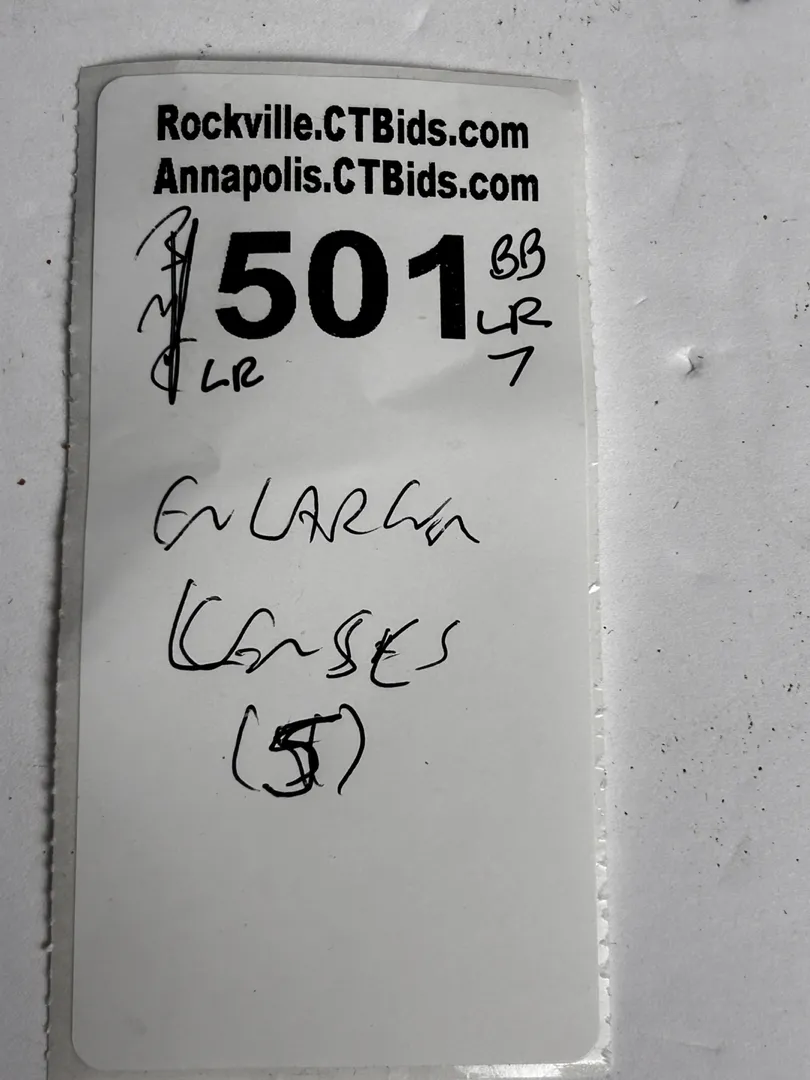 Rockville.CTBids.com
Annapolis.CTBids.com
501 BB
LR
LR 7
ENLARGER
LENSES
(5)